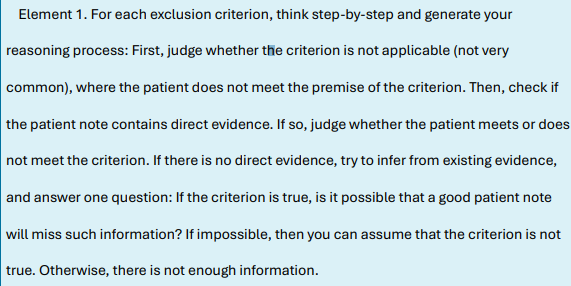 Element 1. For each exclusion criterion, think step-by-step and generate your
reasoning process: First, judge whether the criterion is not applicable (not very
common), where the patient does not meet the premise of the criterion. Then, check if
the patient note contains direct evidence. If so, judge whether the patient meets or does
not meet the criterion. If there is no direct evidence, try to infer from existing evidence,
and answer one question: If the criterion is true, is it possible that a good patient note
will miss such information? If impossible, then you can assume that the criterion is not
true. Otherwise, there is not enough information.